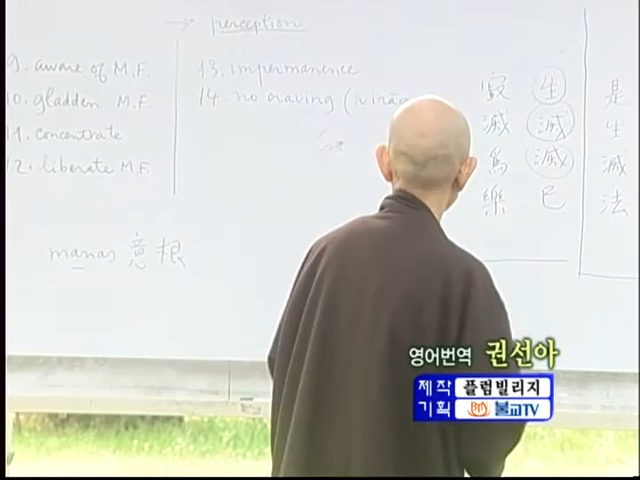 → perception
9. aware of M.F.
10. gladden M.F.
11. concentrate
12. liberate M.F.
13. impermanence
14. no craving (virāga
manas 意根
是生滅法
生滅滅已
寂滅爲樂
영어번역 권선아
제작 플럼빌리지
기획 불교TV